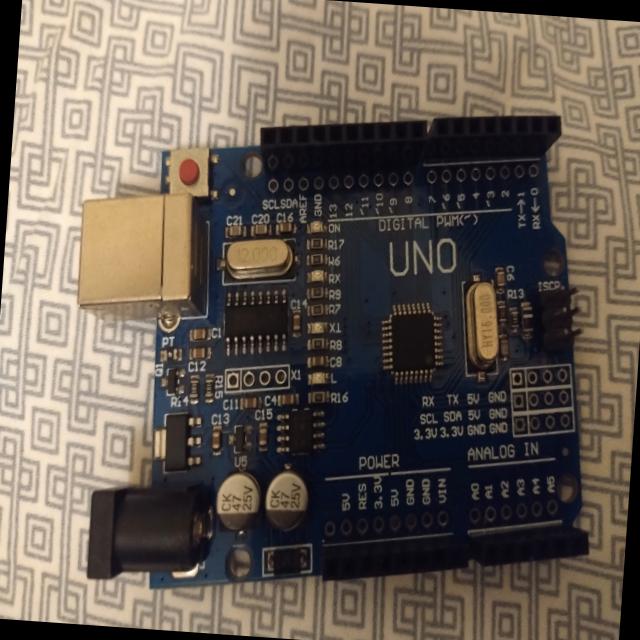 SCL SDA AREF GND 13 12 ~11 ~10 ~9 8 7 ~6 ~5 4 ~3 2 TX→1 RX←0
DIGITAL PWM(~)
C21 C20 C16
ON
R17
W6
RX
R9
R7
X1
R8
C8
L
R16
12.000
UNO
C14
C1
PT
C12
R14
X1
C11
C4
C15
C13
U5
R13
ISCP
RX TX 5V GND
SCL SDA 5V GND
3.3V 3.3V GND GND
POWER
ANALOG IN
5V RES 3.3V 5V GND GND VIN
A0 A1 A2 A3 A4 A5
CK 47 25V
CK 47 25V